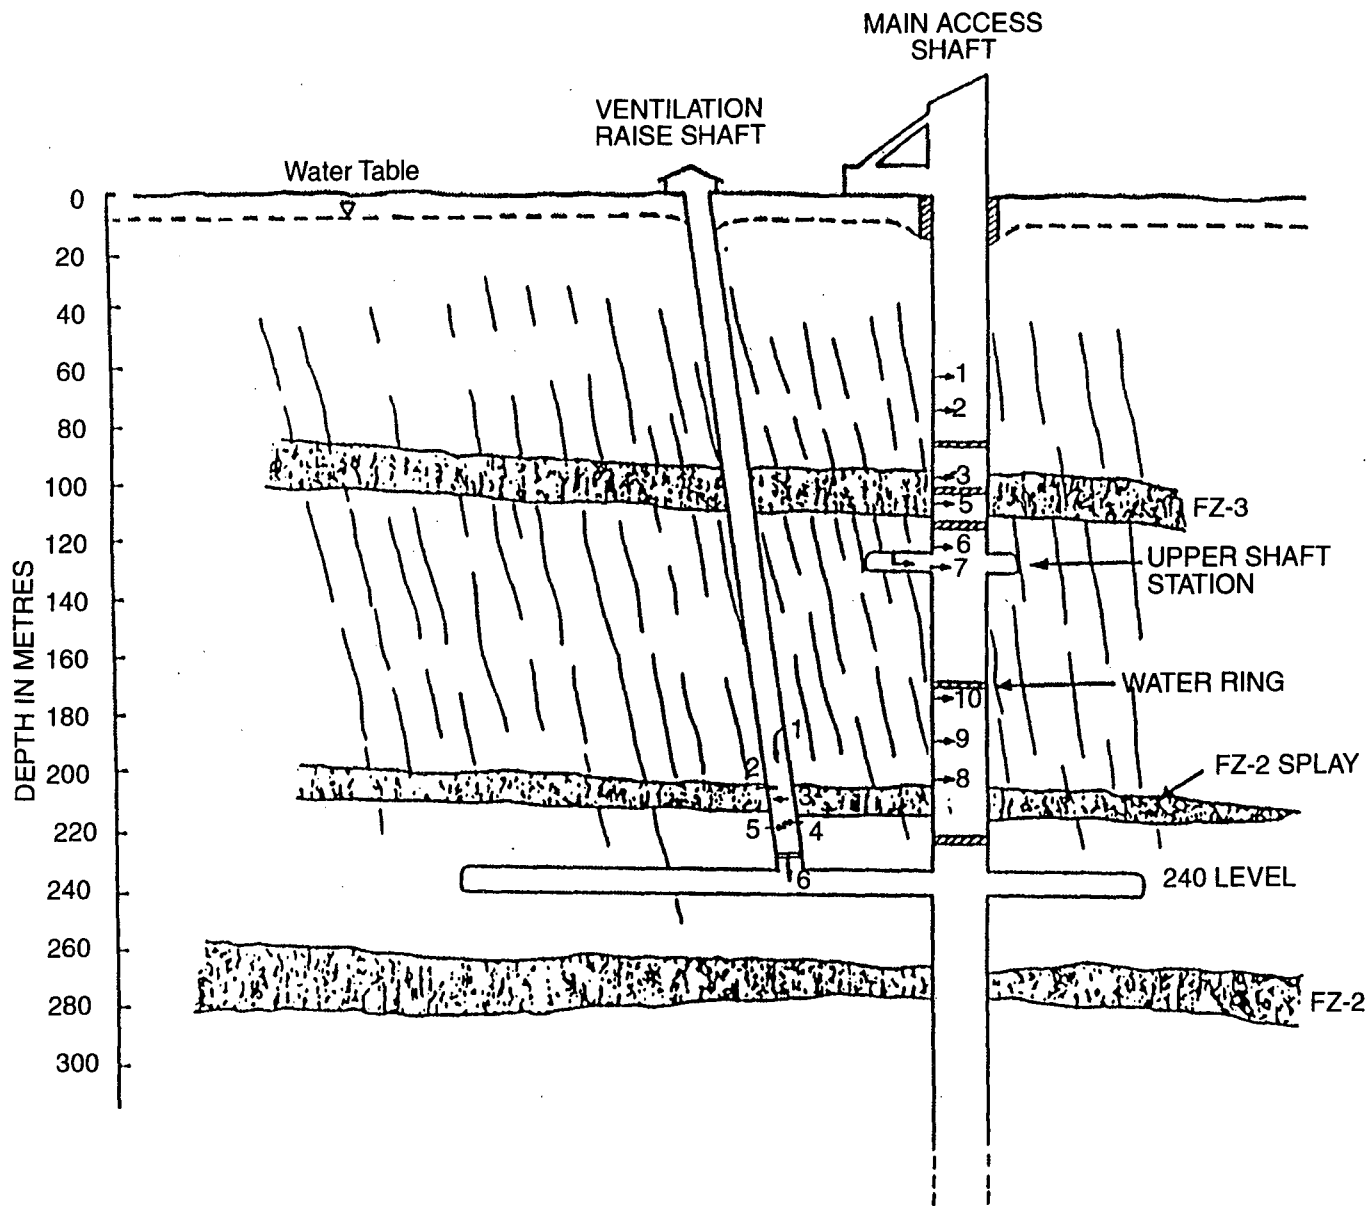 MAIN ACCESS
SHAFT
VENTILATION
RAISE SHAFT
Water Table
0
20
40
60
80
100
120
140
160
180
200
220
240
260
280
300
DEPTH IN METRES
1
2
3
5
6
7
10
9
8
1
2
3
5
4
6
FZ-3
UPPER SHAFT
STATION
WATER RING
FZ-2 SPLAY
240 LEVEL
FZ-2